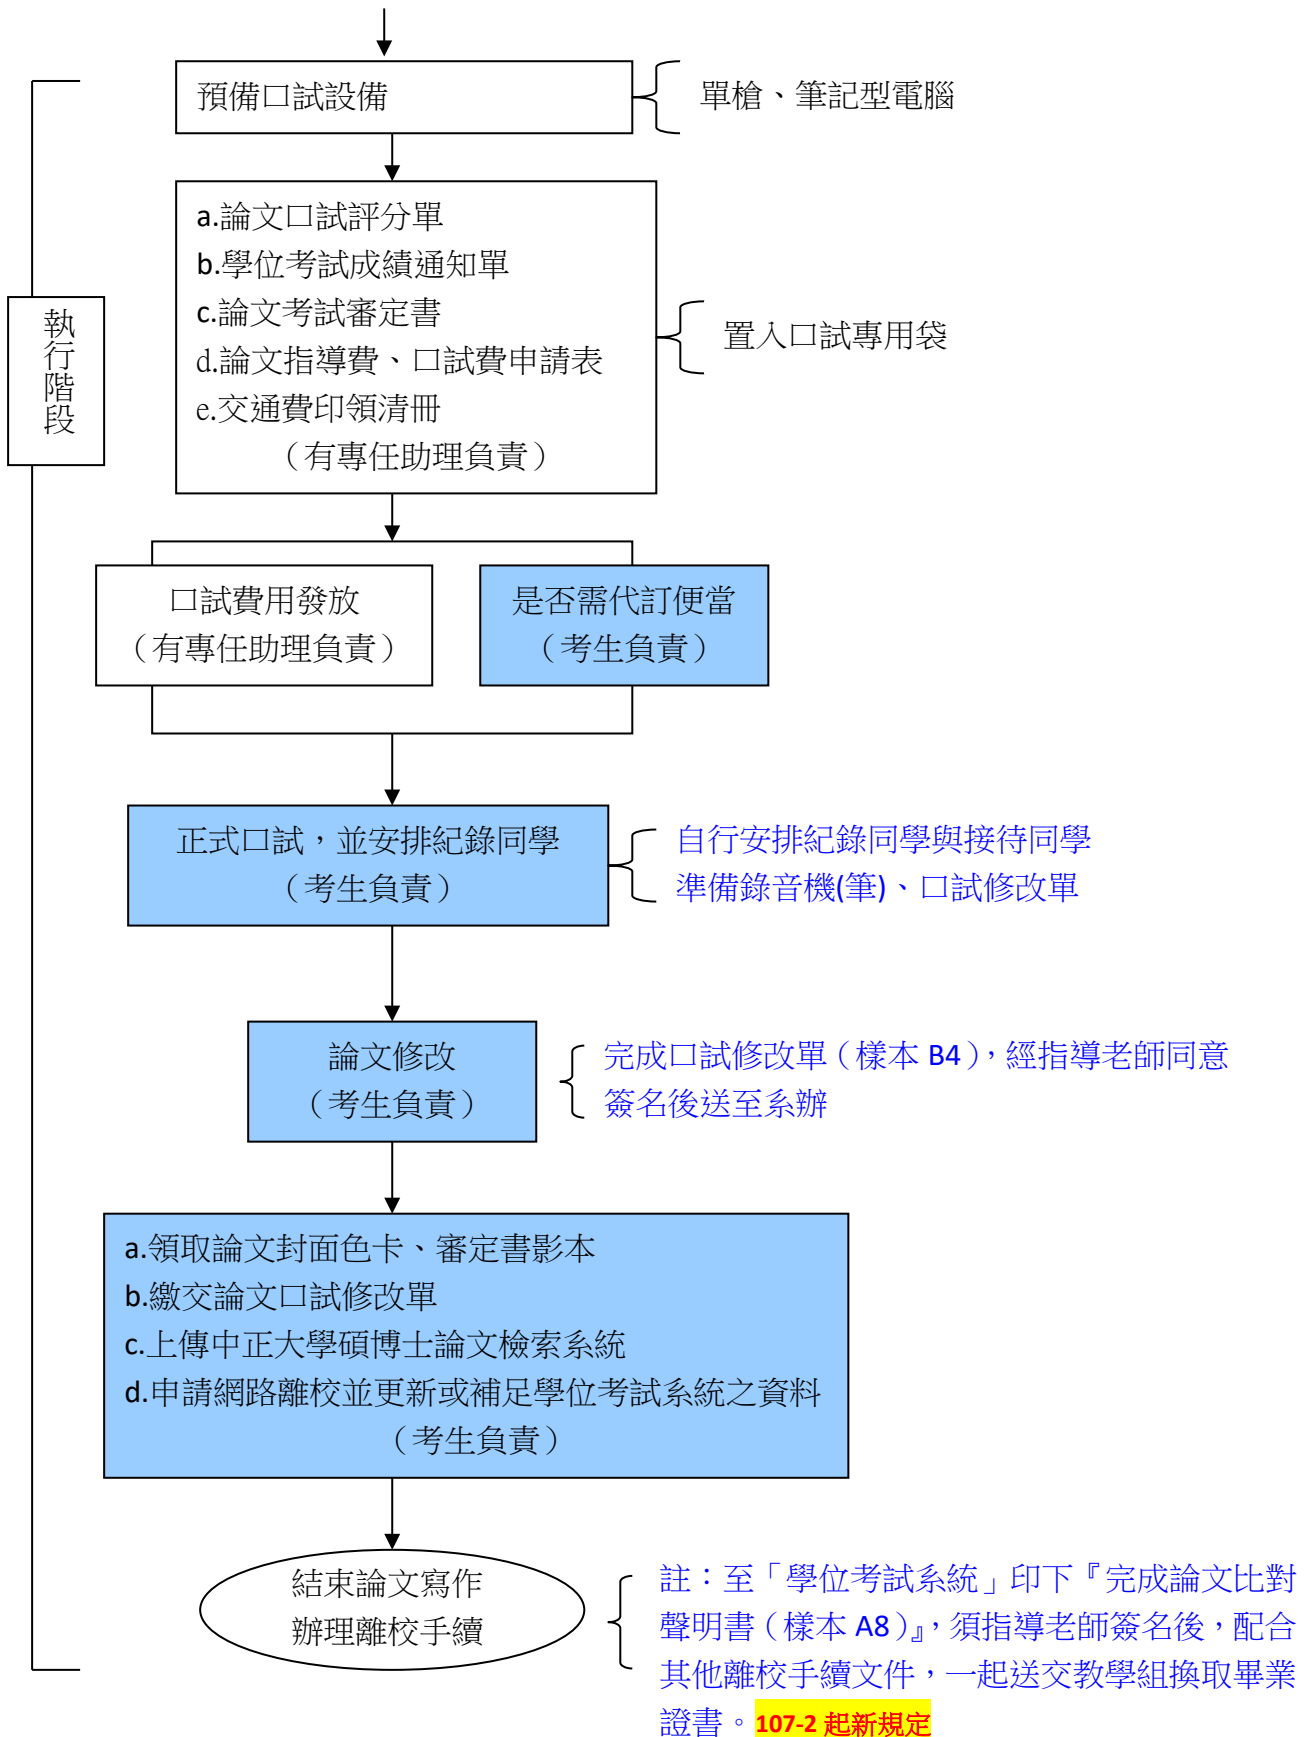 預備口試設備
單槍、筆記型電腦
執行階段
a.論文口試評分單
b.學位考試成績通知單
c.論文考試審定書
d.論文指導費、口試費申請表
e.交通費印領清冊
（有專任助理負責）
置入口試專用袋
口試費用發放
（有專任助理負責）
是否需代訂便當
（考生負責）
正式口試，並安排紀錄同學
（考生負責）
自行安排紀錄同學與接待同學
準備錄音機(筆)、口試修改單
論文修改
（考生負責）
完成口試修改單（樣本 B4），經指導老師同意
簽名後送至系辦
a.領取論文封面色卡、審定書影本
b.繳交論文口試修改單
c.上傳中正大學碩博士論文檢索系統
d.申請網路離校並更新或補足學位考試系統之資料
（考生負責）
結束論文寫作
辦理離校手續
註：至「學位考試系統」印下『完成論文比對
聲明書（樣本 A8）』，須指導老師簽名後，配合
其他離校手續文件，一起送交教學組換取畢業
證書。107-2 起新規定